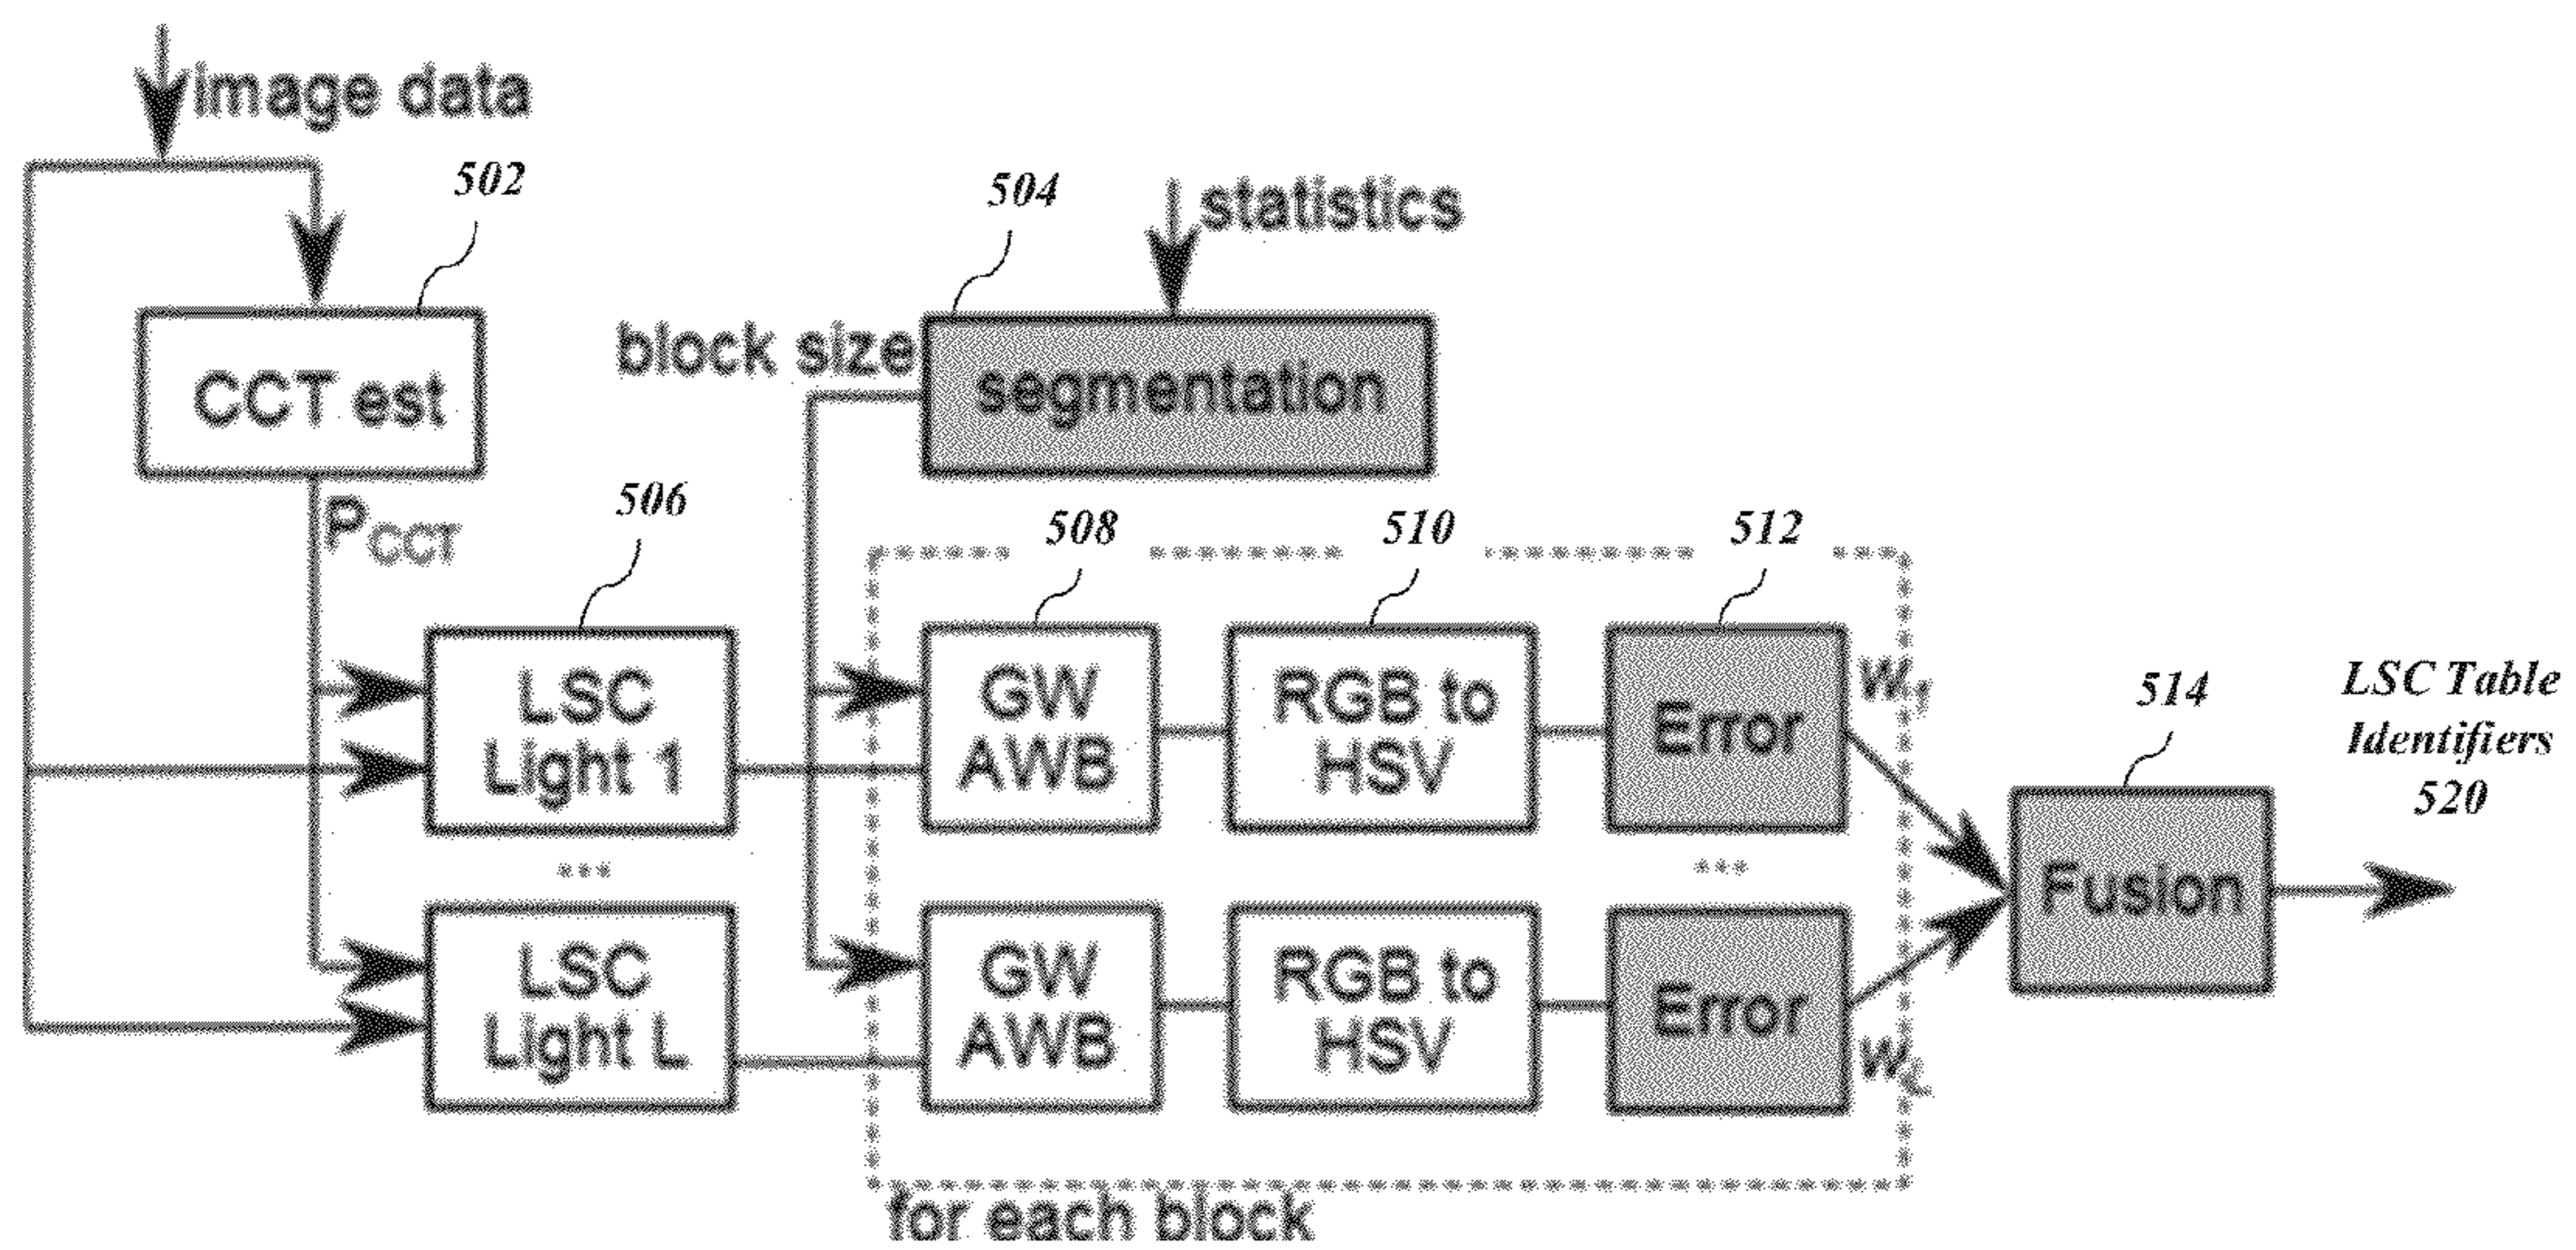 image data
502
504
statistics
CCT est
block size
segmentation
PCCT
506
508
510
512
LSC
Light 1
GW
AWB
RGB to
HSV
Error
W1
514
LSC Table
Identifiers
520
...
...
Fusion
LSC
Light L
GW
AWB
RGB to
HSV
Error
WL
for each block